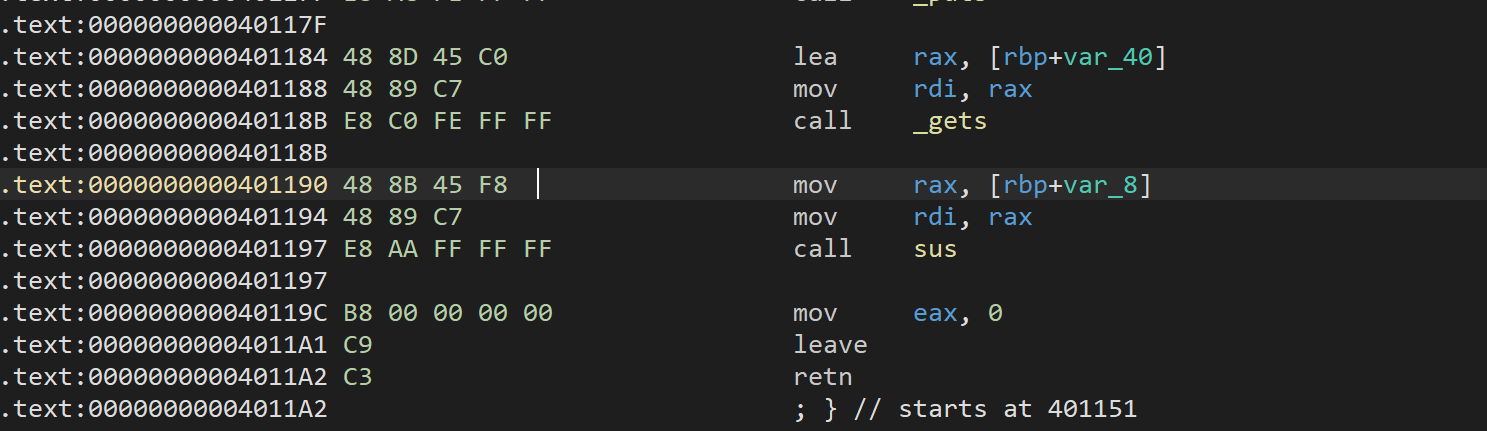 .text:000000000040117F
.text:0000000000401184 48 8D 45 C0 lea rax, [rbp+var_40]
.text:0000000000401188 48 89 C7 mov rdi, rax
.text:000000000040118B E8 C0 FE FF FF call _gets
.text:000000000040118B
.text:0000000000401190 48 8B 45 F8 mov rax, [rbp+var_8]
.text:0000000000401194 48 89 C7 mov rdi, rax
.text:0000000000401197 E8 AA FF FF FF call sus
.text:0000000000401197
.text:000000000040119C B8 00 00 00 00 mov eax, 0
.text:00000000004011A1 C9 leave
.text:00000000004011A2 C3 retn
.text:00000000004011A2 ; } // starts at 401151